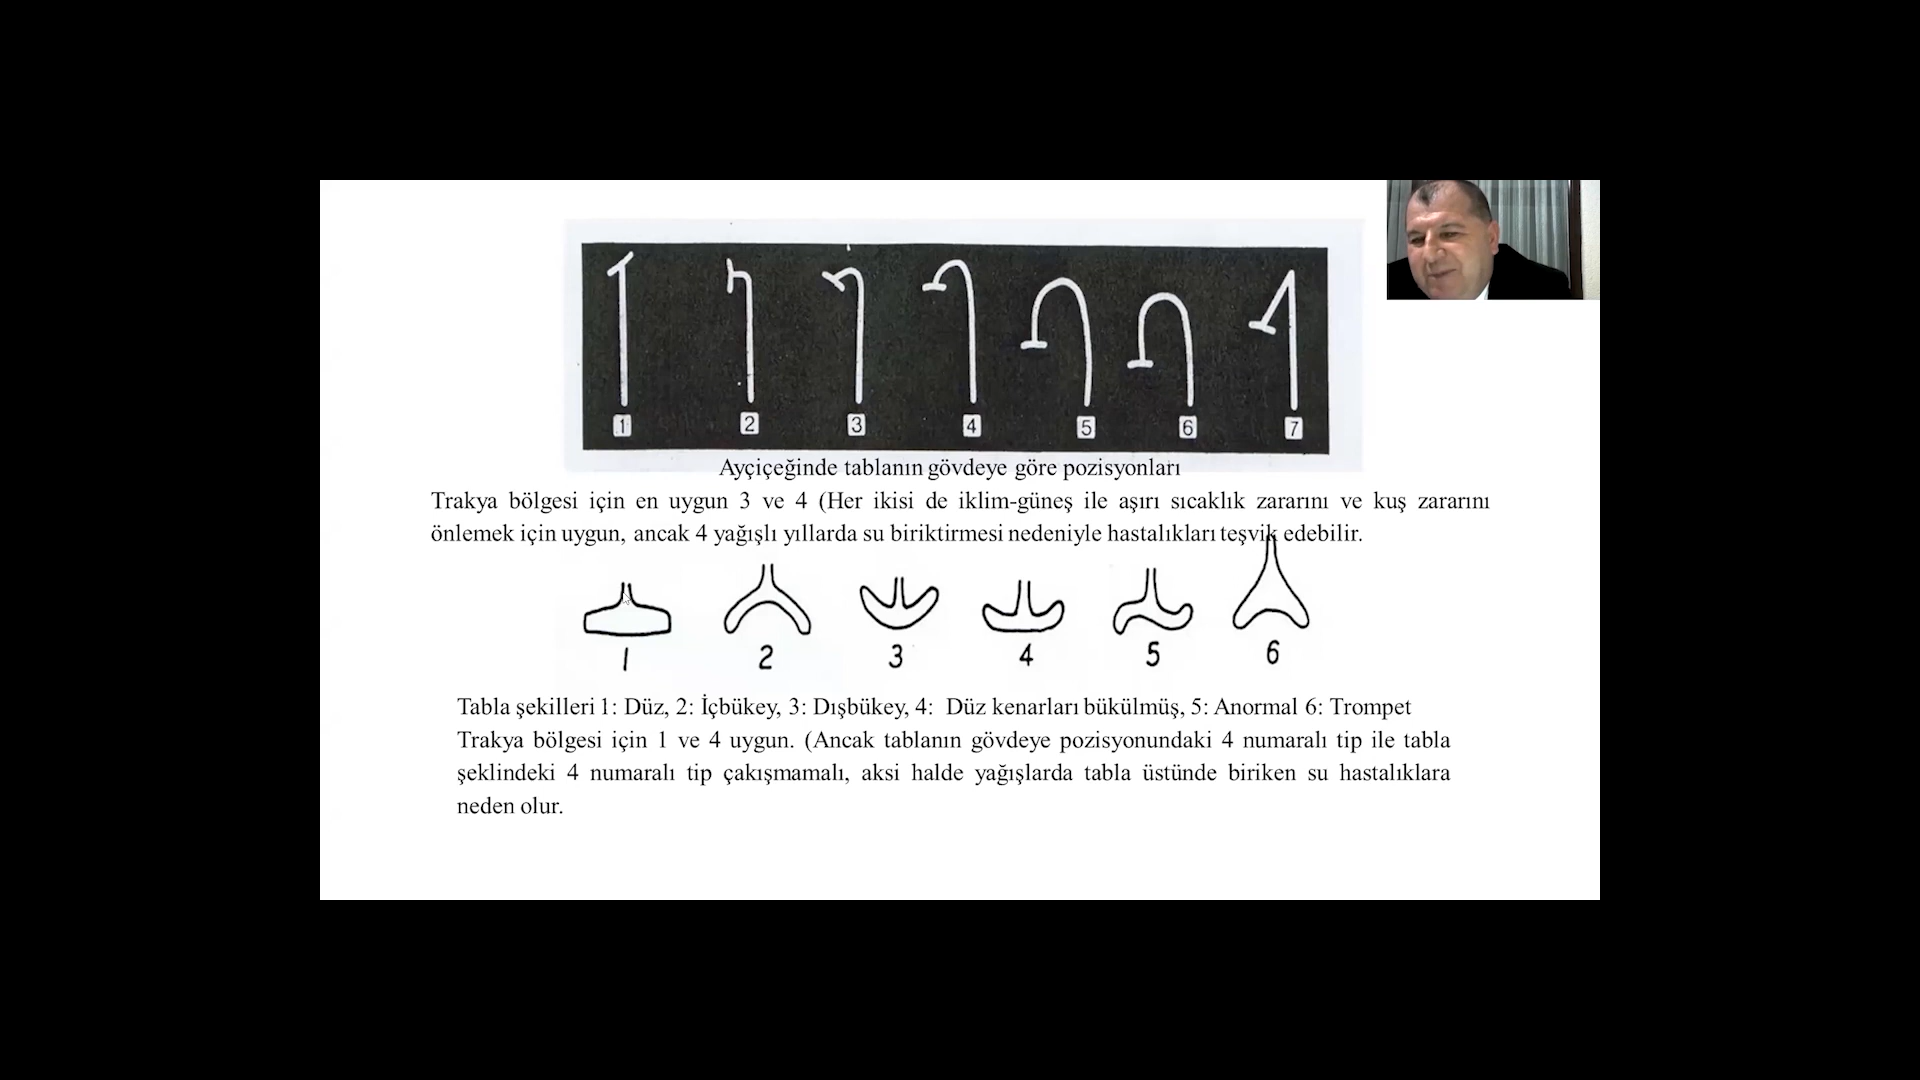 1 2 3 4 5 6 7
Ayçiçeğinde tablanın gövdeye göre pozisyonları
Trakya bölgesi için en uygun 3 ve 4 (Her ikisi de iklim-güneş ile aşırı sıcaklık zararını ve kuş zararını
önlemek için uygun, ancak 4 yağışlı yıllarda su biriktirmesi nedeniyle hastalıkları teşvik edebilir.
1 2 3 4 5 6
Tabla şekilleri 1: Düz, 2: İçbükey, 3: Dışbükey, 4: Düz kenarları bükülmüş, 5: Anormal 6: Trompet
Trakya bölgesi için 1 ve 4 uygun. (Ancak tablanın gövdeye pozisyonundaki 4 numaralı tip ile tabla
şeklindeki 4 numaralı tip çakışmamalı, aksi halde yağışlarda tabla üstünde biriken su hastalıklara
neden olur.